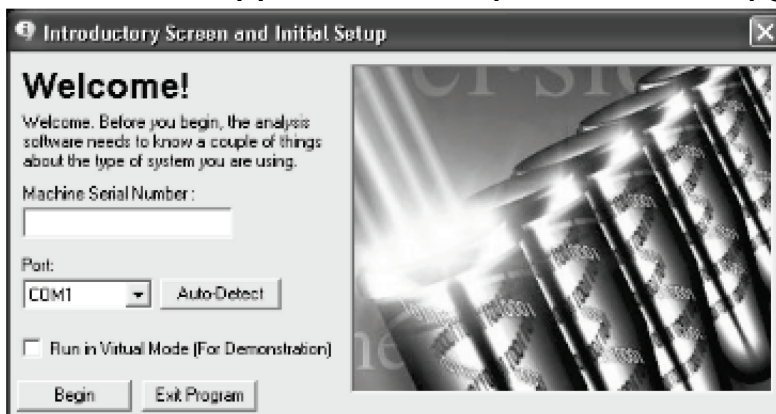 Introductory Screen and Initial Setup
Welcome!
Welcome. Before you begin, the analysis
software needs to know a couple of things
about the type of system you are using.
Machine Serial Number :
Port:
COM1
Auto-Detect
Run in Virtual Mode (For Demonstration)
Begin
Exit Program